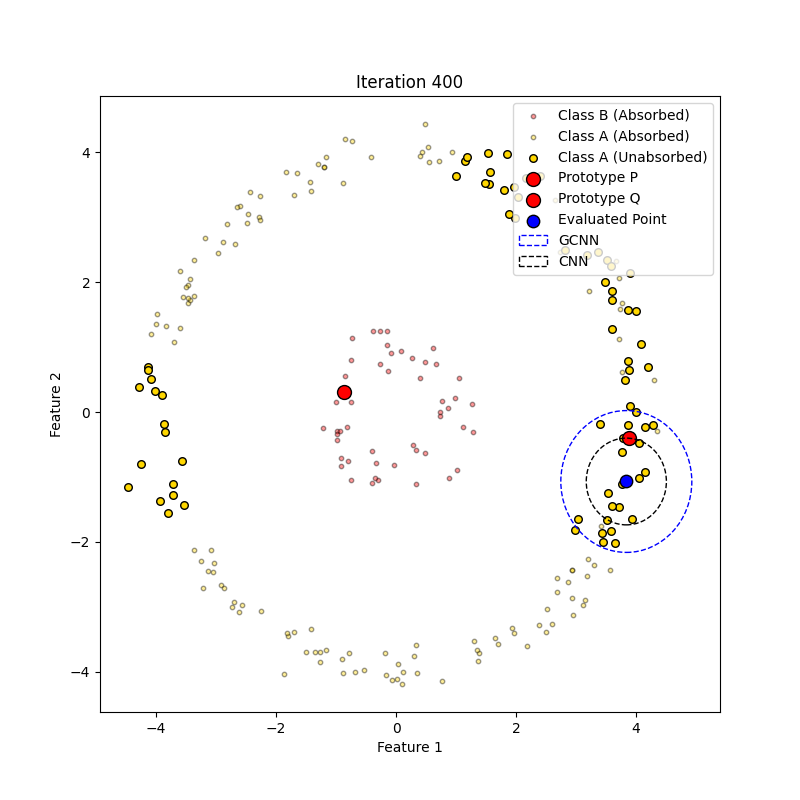 Iteration 400
Class B (Absorbed)
Class A (Absorbed)
Class A (Unabsorbed)
Prototype P
Prototype Q
Evaluated Point
GCNN
CNN
Feature 2
4
2
0
−2
−4
−4
−2
0
2
4
Feature 1